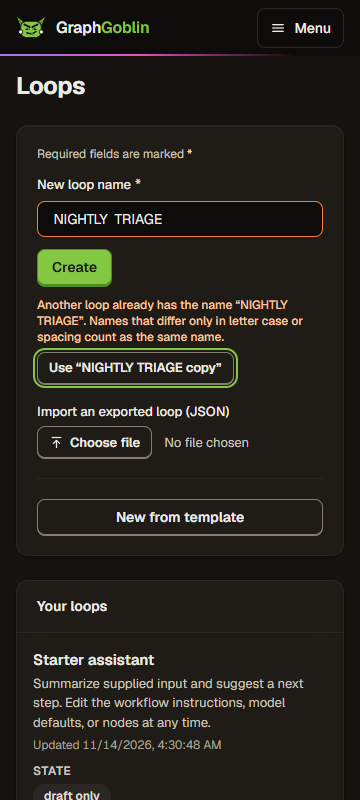 GraphGoblin
Menu
Loops
Required fields are marked *
New loop name *
NIGHTLY  TRIAGE
Create
Another loop already has the name “NIGHTLY
TRIAGE”. Names that differ only in letter case or
spacing count as the same name.
Use “NIGHTLY TRIAGE copy”
Import an exported loop (JSON)
Choose file No file chosen
New from template
Your loops
Starter assistant
Summarize supplied input and suggest a next
step. Edit the workflow instructions, model
defaults, or nodes at any time.
Updated 11/14/2026, 4:30:48 AM
STATE
draft only